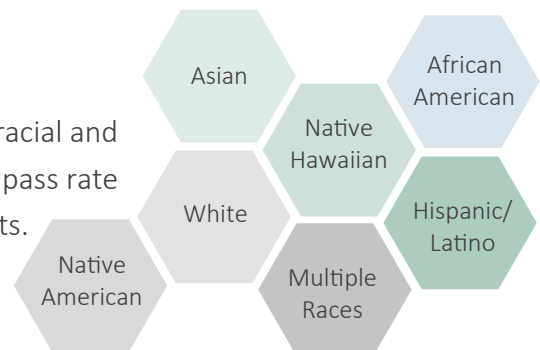 racial and
pass rate
ts.
Asian
African
American
Native
Hawaiian
White
Hispanic/
Latino
Native
American
Multiple
Races